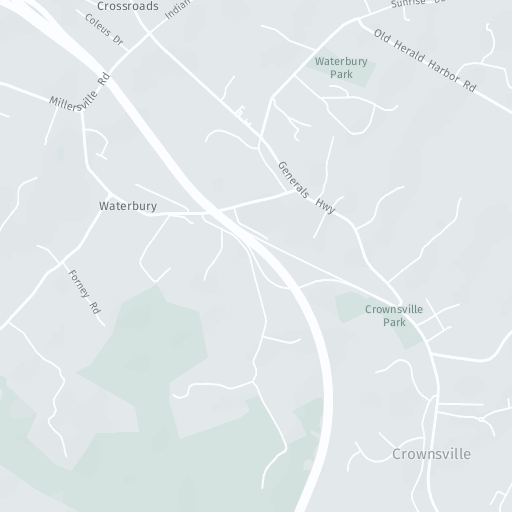 Crossroads
Indian
Coleus Dr
Sunrise
Old Herald Harbor Rd
Waterbury
Park
Millersville Rd
Generals Hwy
Waterbury
Forney Rd
Crownsville
Park
Crownsville